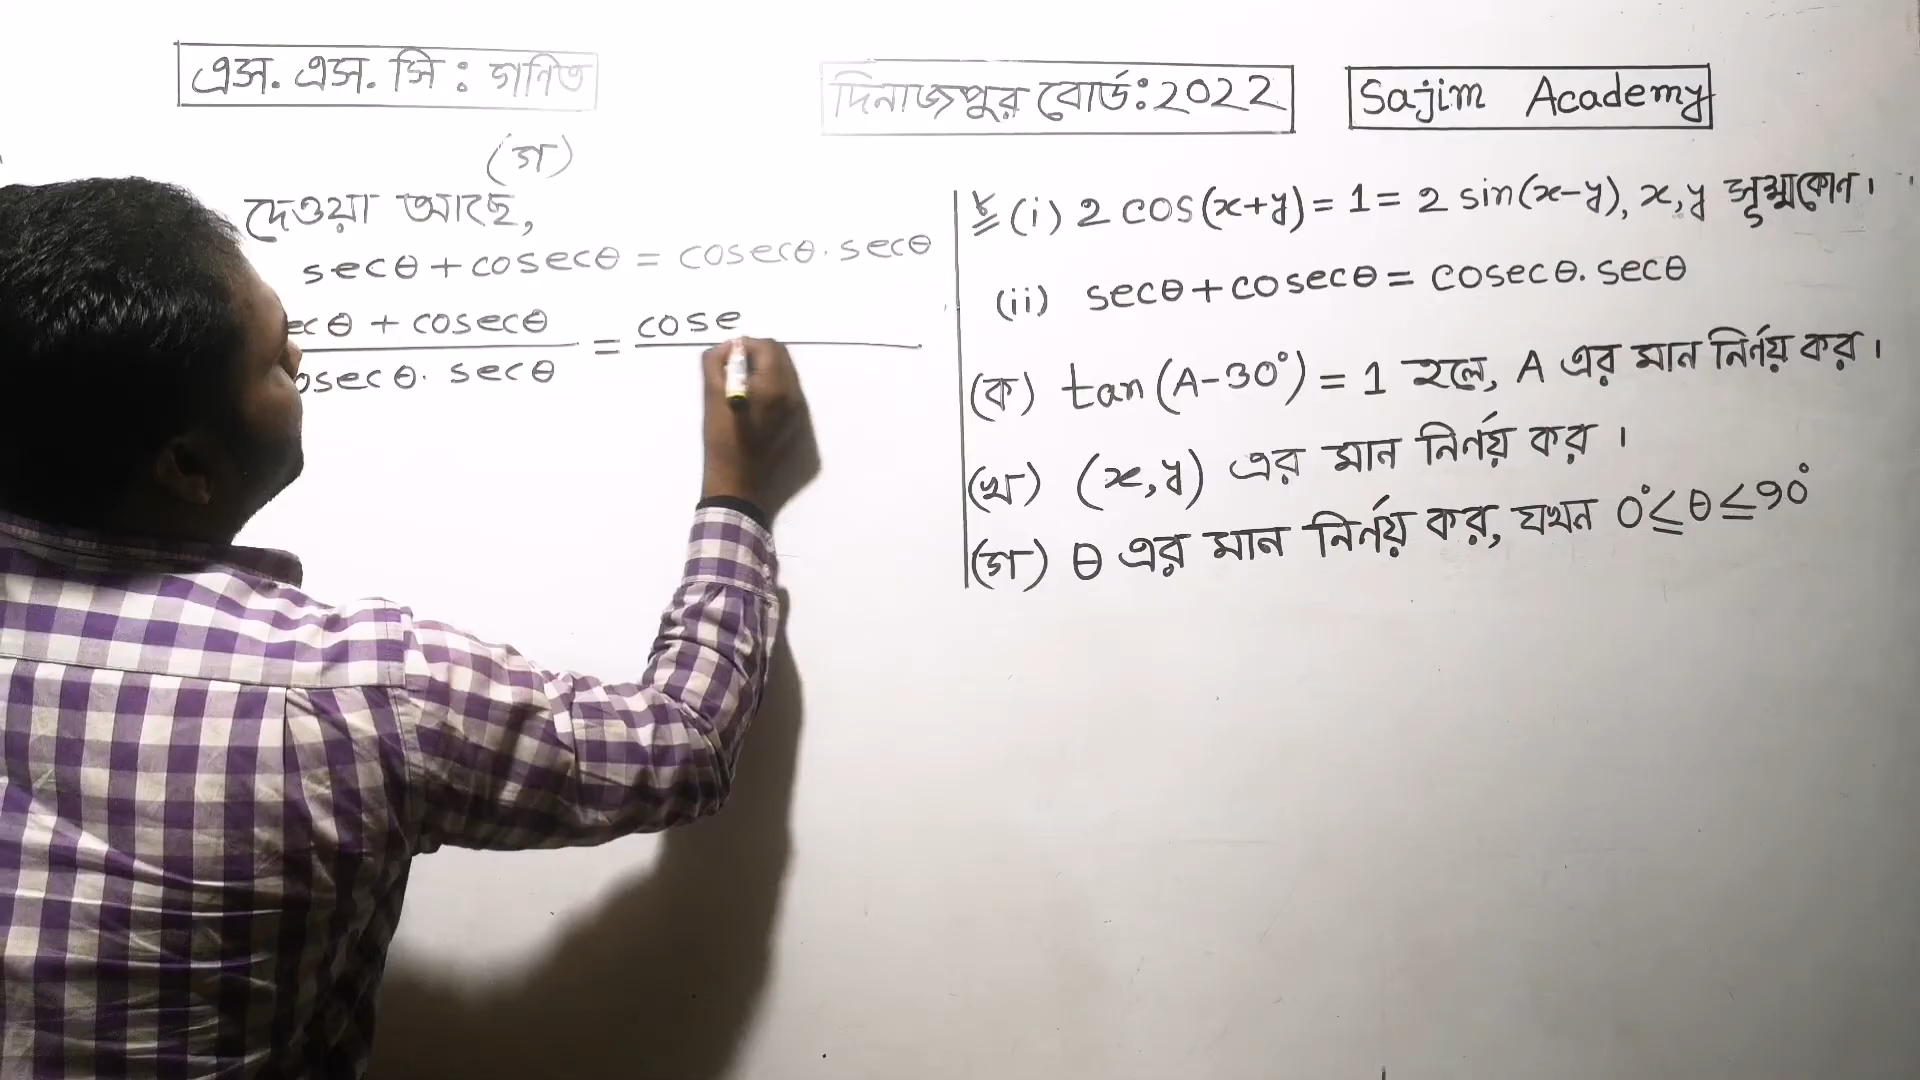 এস. এস. সি : গণিত
দিনাজপুর বোর্ড:2022
Sajim Academy
(গ)
দেওয়া আছে,
secθ + cosecθ = cosecθ. secθ
ecθ + cosecθ = cose
osecθ. secθ
(i) 2 cos(x+y) = 1 = 2 sin(x-y), x, y সূক্ষ্মকোণ।
(ii) secθ + cosecθ = cosecθ. secθ
(ক) tan(A-30°) = 1 হলে, A এর মান নির্ণয় কর।
(খ) (x, y) এর মান নির্ণয় কর।
(গ) θ এর মান নির্ণয় কর, যখন 0° ≤ θ ≤ 90°